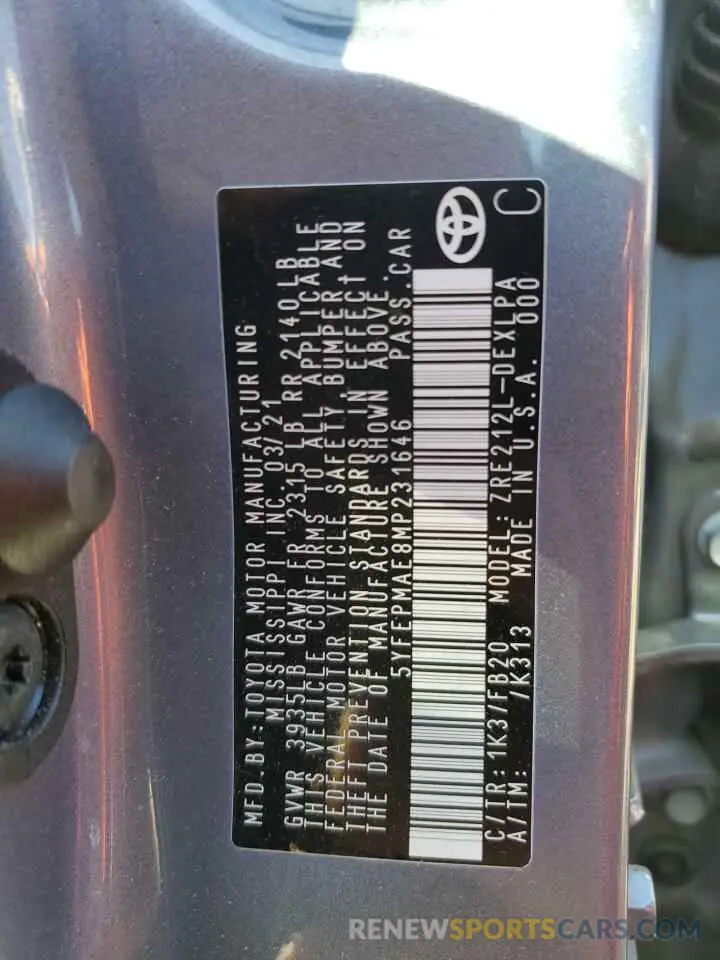 MFD.BY:TOYOTA MOTOR MANUFACTURING
MISSISSIPPI INC. 03/21
GVWR 3935LB GAWR FR 2315 LB RR 2140LB
THIS VEHICLE CONFORMS TO ALL APPLICABLE
FEDERAL MOTOR VEHICLE SAFETY, BUMPER, AND
THEFT PREVENTION STANDARDS IN EFFECT ON
THE DATE OF MANUFACTURE SHOWN ABOVE.
5YFEPMAE8MP231646 PASS.CAR
C/TR: 1K3/FB20 MODEL: ZRE212L-DEXLPA
A/TM: /K313 MADE IN U.S.A. 000
C
RENEWSPORTSCARS.COM